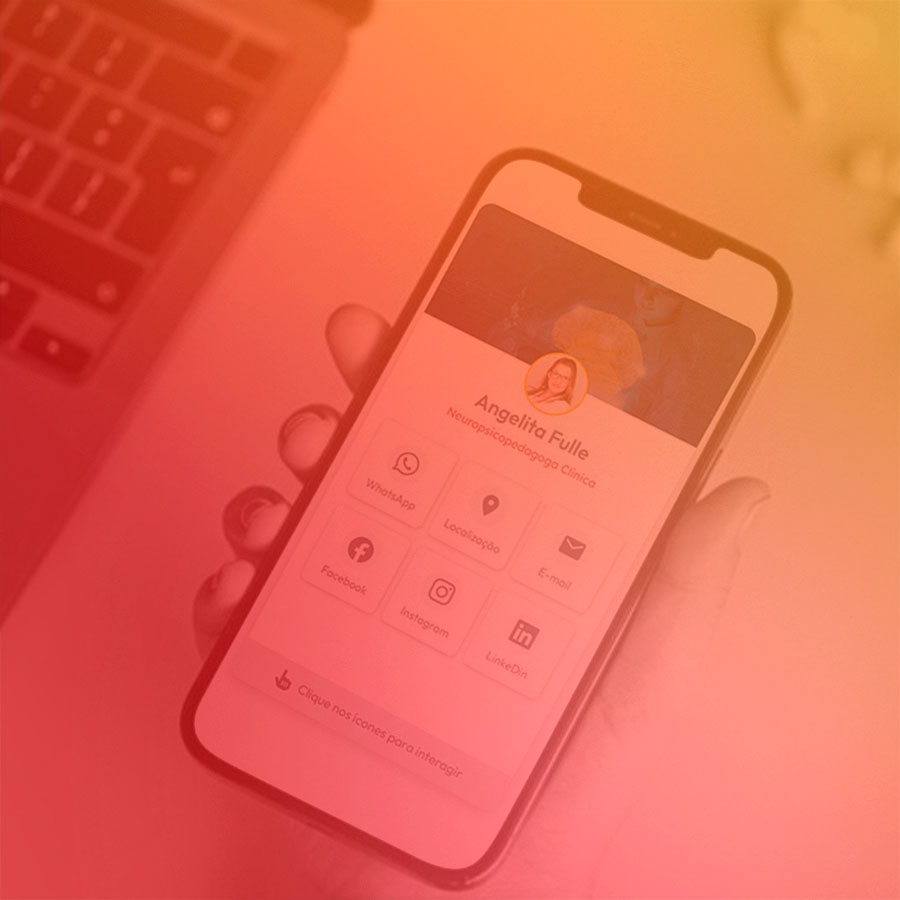 Angelita Fulle
Neuropsicopedagoga Clínica
WhatsApp
Localização
E-mail
Facebook
Instagram
LinkeDin
Clique nos ícones para interagir